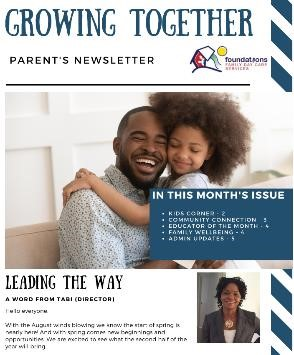 GROWING TOGETHER
PARENT'S NEWSLETTER
foundations
FAMILY DAY CARE
SERVICES
IN THIS MONTH'S ISSUE
• KIDS CORNER - 2
• COMMUNITY CONNECTION - 3
• EDUCATOR OF THE MONTH - 4
• FAMILY WELLBEING - 4
• ADMIN UPDATES - 5
LEADING THE WAY
A WORD FROM TABI (DIRECTOR)
Hello everyone,
With the August winds blowing we know the start of spring is
nearly here! And with spring comes new beginnings and
opportunities. We are excited to see what the second half of the
year will bring.